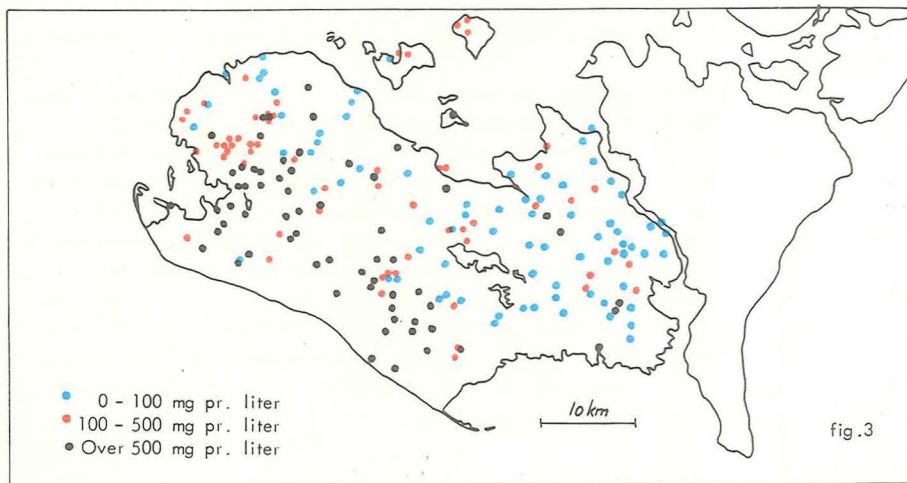 0 - 100 mg pr. liter
100 - 500 mg pr. liter
Over 500 mg pr. liter
10 km
fig.3